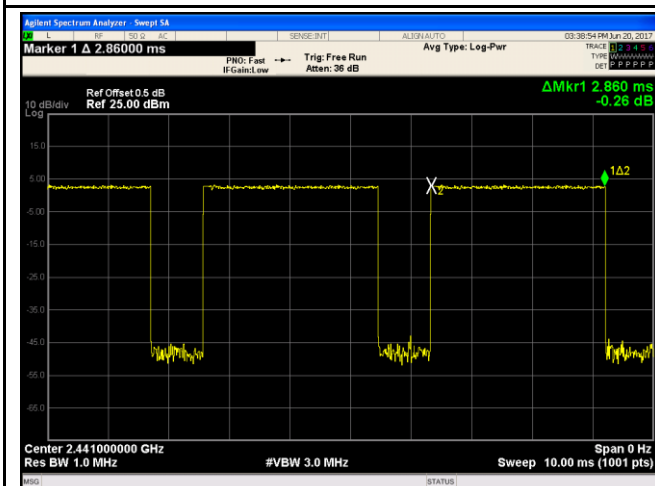 Agilent Spectrum Analyzer - Swept SA
L RF 50 Ω AC SENSE:INT ALIGN AUTO 03:38:54 PM Jun 20, 2017
Marker 1 Δ 2.86000 ms
PNO: Fast Trig: Free Run Avg Type: Log-Pwr TRACE 1 2 3 4 5 6
IFGain:Low Atten: 36 dB TYPE WWWWWW
DET P P P P P P
Ref Offset 0.5 dB ΔMkr1 2.860 ms
10 dB/div Ref 25.00 dBm -0.26 dB
Log
15.0
5.00
1Δ2
X2
-5.00
-15.0
-25.0
-35.0
-45.0
-55.0
-65.0
Center 2.441000000 GHz Span 0 Hz
Res BW 1.0 MHz #VBW 3.0 MHz Sweep 10.00 ms (1001 pts)
MSG STATUS